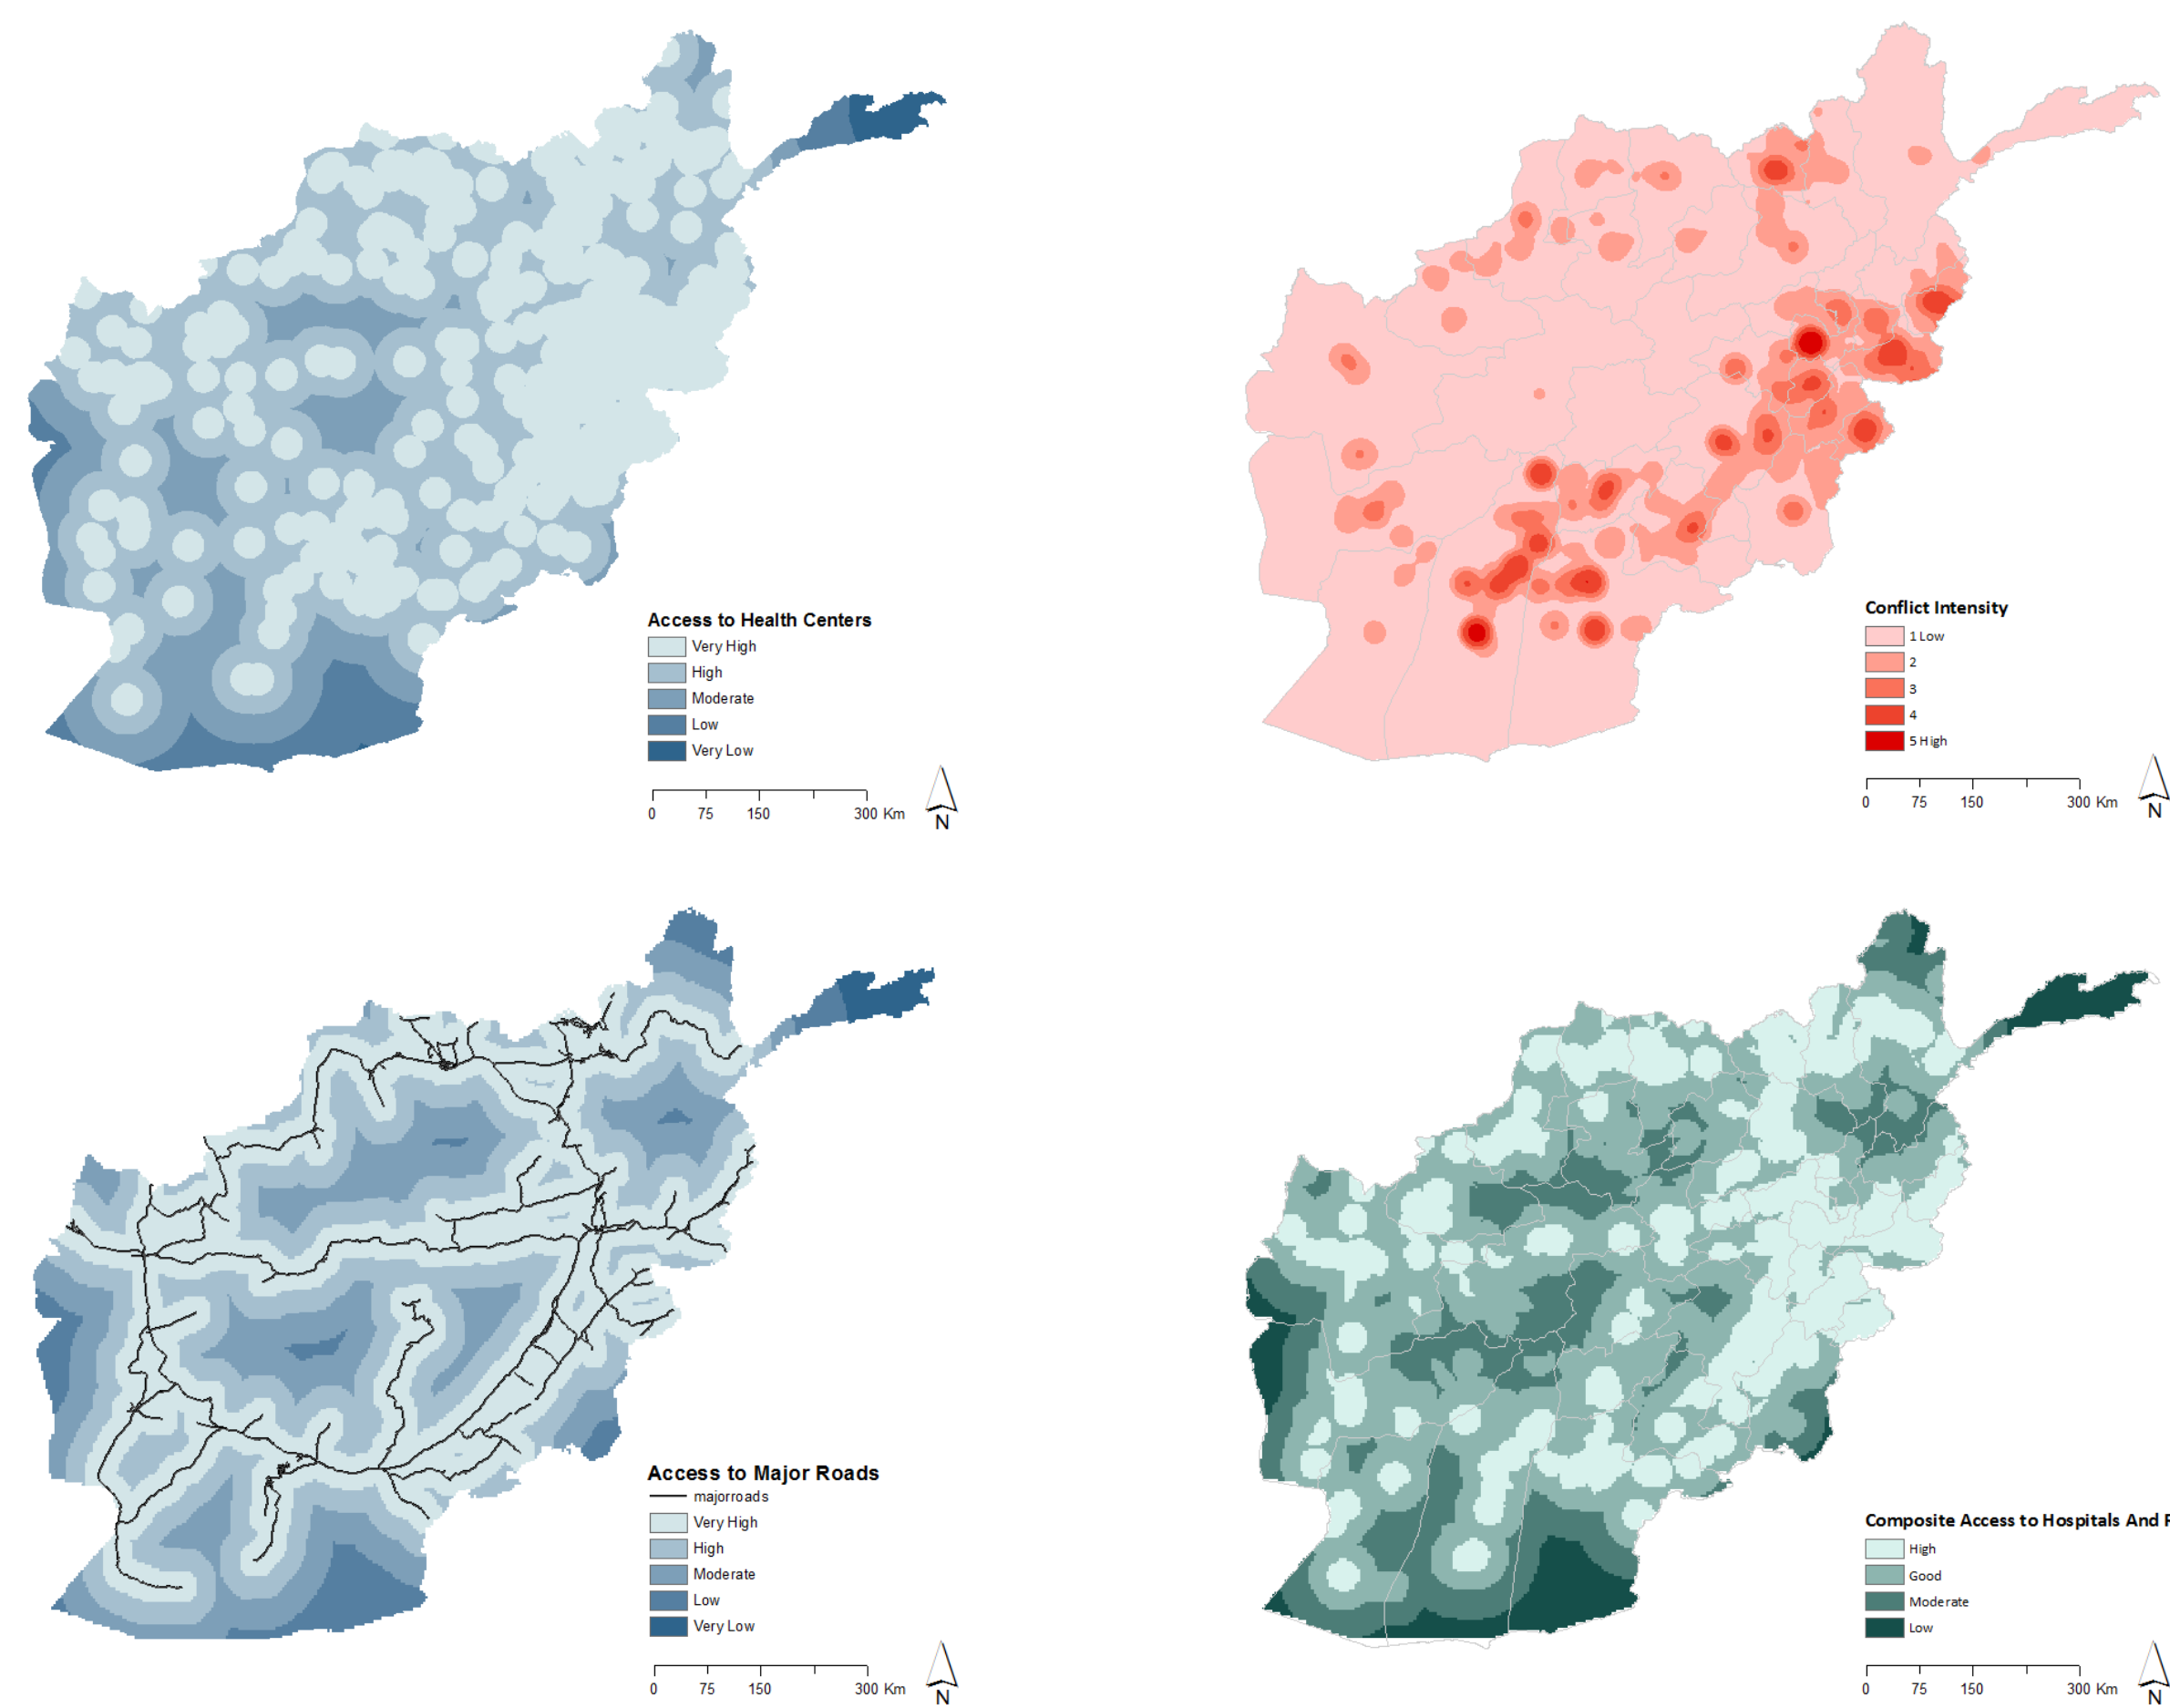 Access to Health Centers
Very High
High
Moderate
Low
Very Low
0 75 150 300 Km
N
Conflict Intensity
1 Low
2
3
4
5 High
0 75 150 300 Km
N
Access to Major Roads
majorroads
Very High
High
Moderate
Low
Very Low
0 75 150 300 Km
N
Composite Access to Hospitals And
High
Good
Moderate
Low
0 75 150 300 Km
N